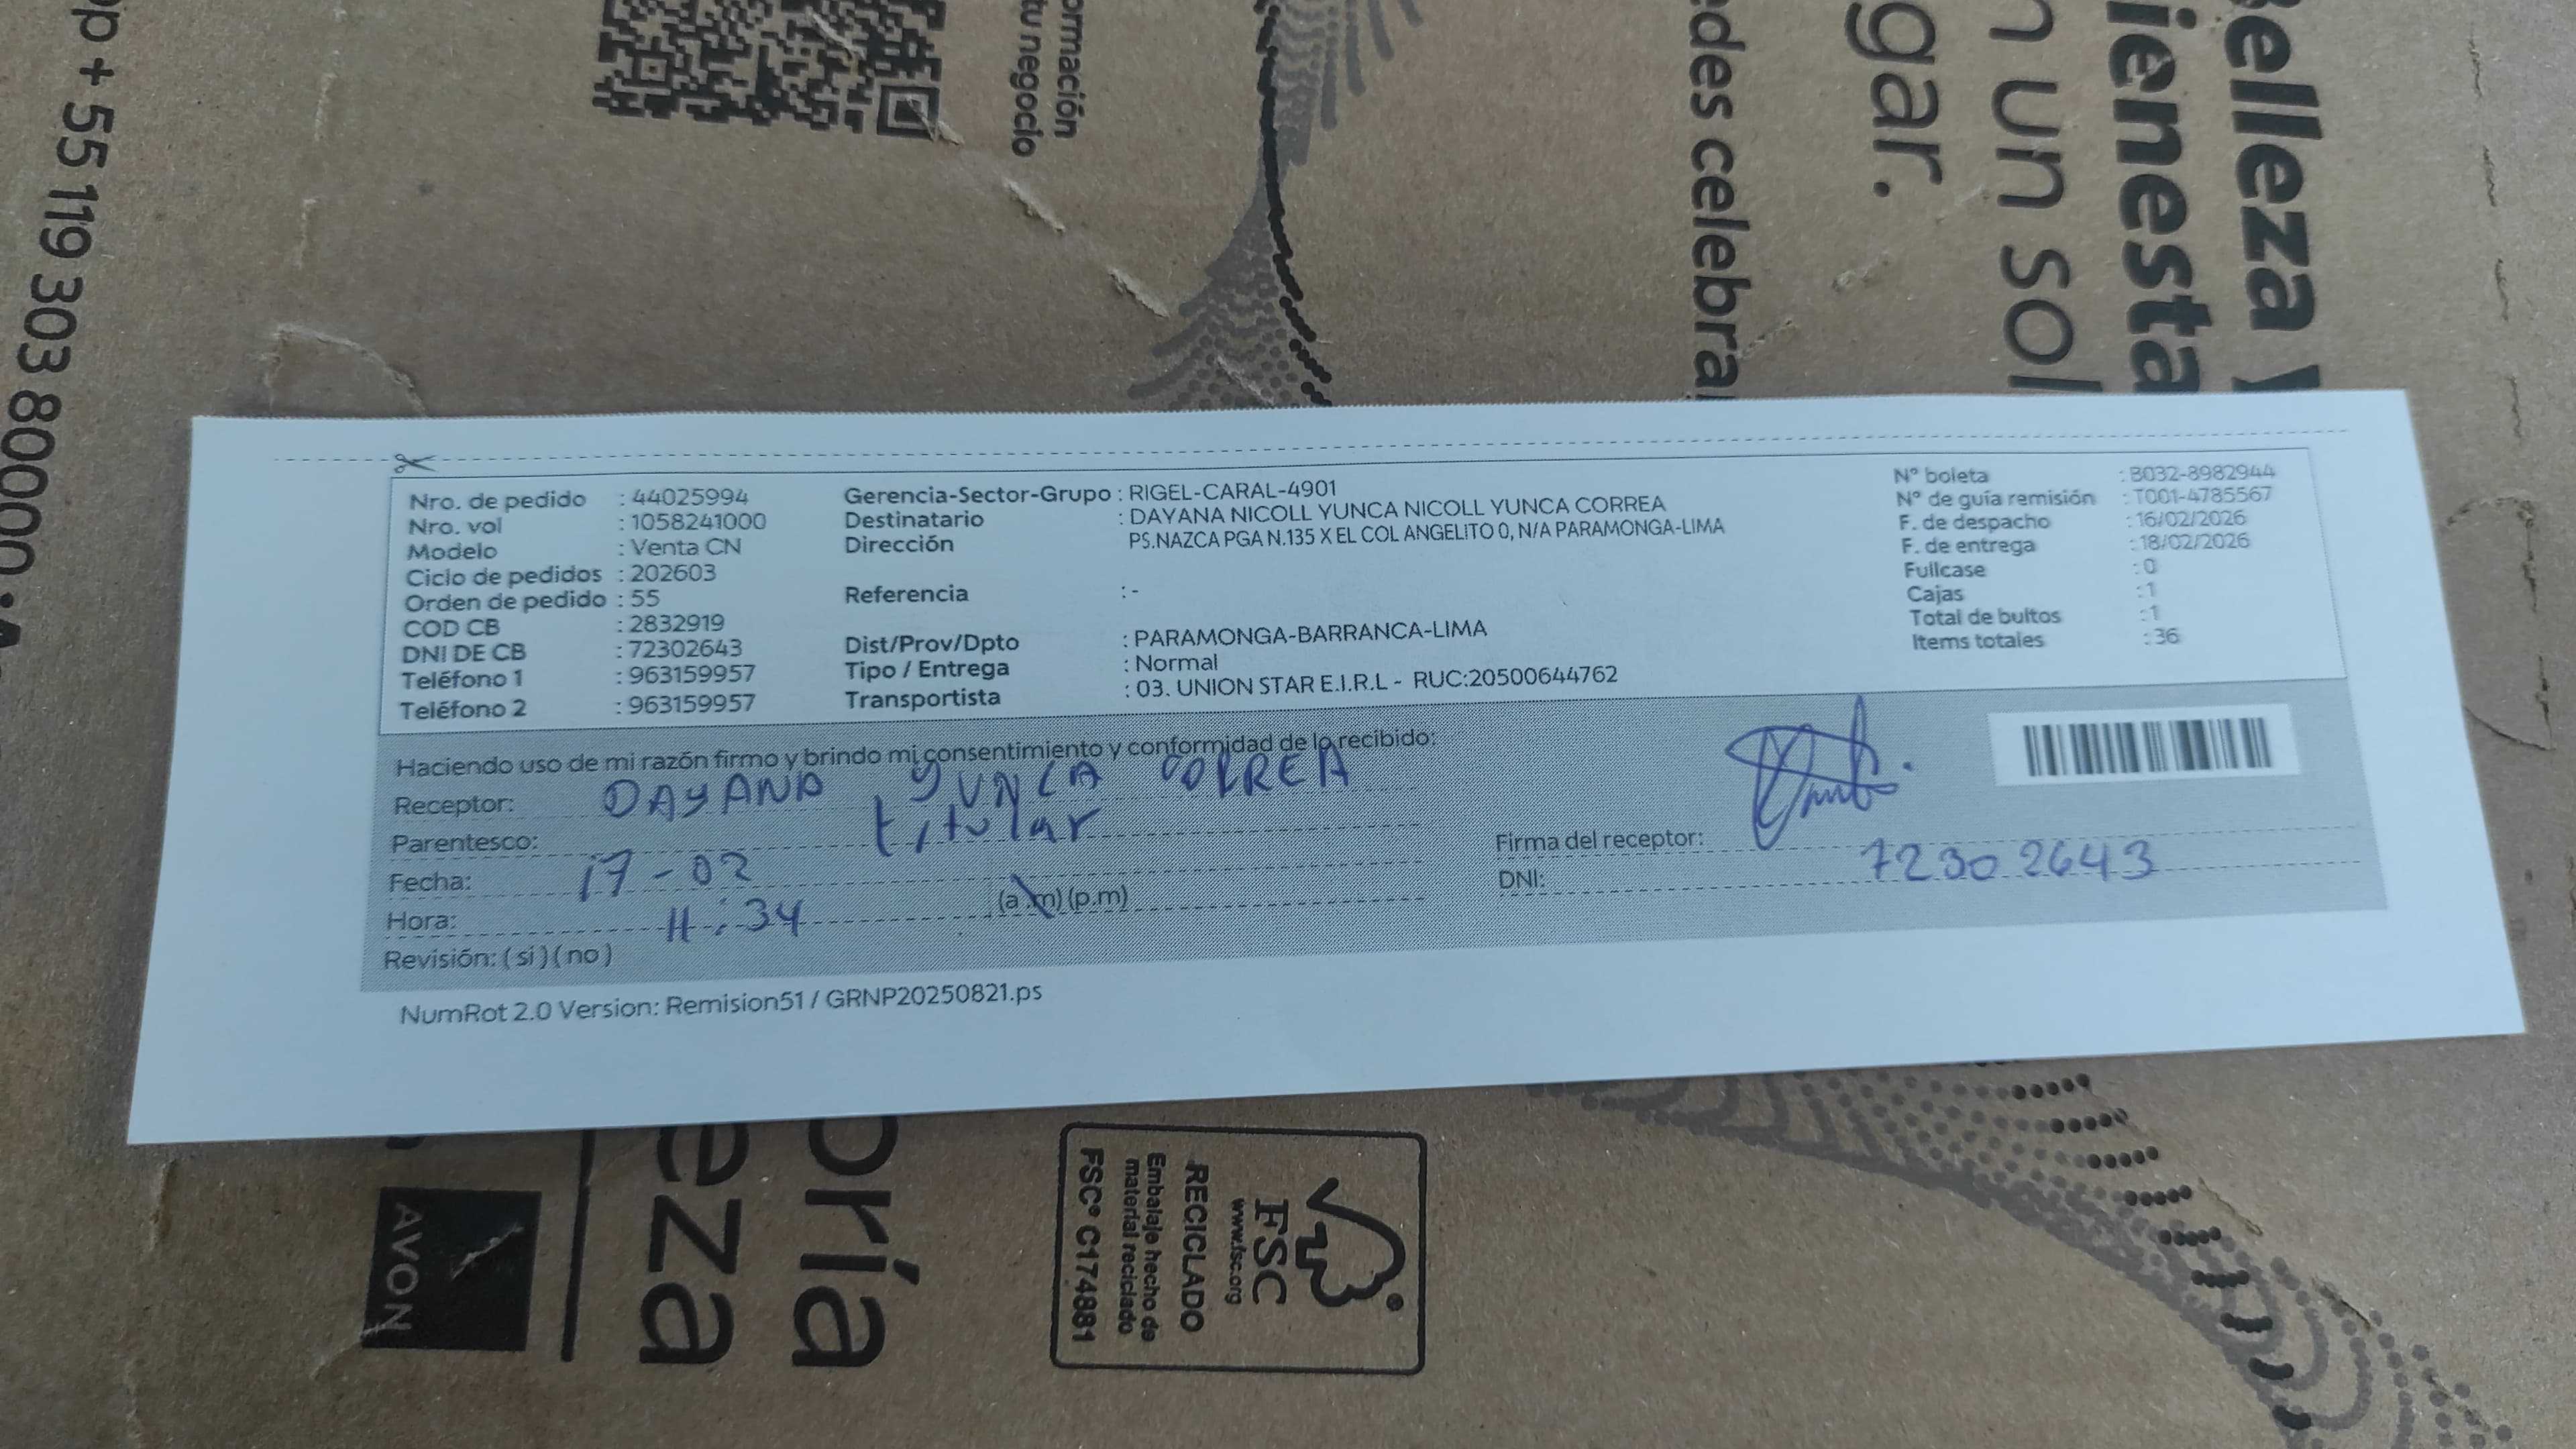 op + 55 119 303 80000
ormación
tu negocio
edes celebra
gar.
n un sol
ienesta
Belleza
Nro. de pedido : 44025994
Nro. vol : 1058241000
Modelo : Venta CN
Ciclo de pedidos : 202603
Orden de pedido : 55
COD CB : 2832919
DNI DE CB : 72302643
Teléfono 1 : 963159957
Teléfono 2 : 963159957
Gerencia-Sector-Grupo : RIGEL-CARAL-4901
Destinatario : DAYANA NICOLL YUNCA NICOLL YUNCA CORREA
Dirección PS.NAZCA PGA N.135 X EL COL ANGELITO 0, N/A PARAMONGA-LIMA
Referencia : -
Dist/Prov/Dpto : PARAMONGA-BARRANCA-LIMA
Tipo / Entrega : Normal
Transportista : 03. UNION STAR E.I.R.L - RUC:20500644762
N° boleta : B032-8982944
N° de guía remisión : T001-4785567
F. de despacho : 16/02/2026
F. de entrega : 18/02/2026
Fullcase : 0
Cajas : 1
Total de bultos : 1
Items totales : 36
Haciendo uso de mi razón firmo y brindo mi consentimiento y conformidad de lo recibido:
Receptor: DAYANA YUNCA CORREA
Parentesco: titular
Fecha: 17-02
Hora: 11:34 (a.m) (p.m)
Revisión: ( si ) ( no )
Firma del receptor:
DNI: 72302643
NumRot 2.0 Version: Remision51 / GRNP20250821.ps
AVON
eza
oría
RECICLADO
Embalaje hecho de
material reciclado
FSC® C174881
FSC
www.fsc.org
®